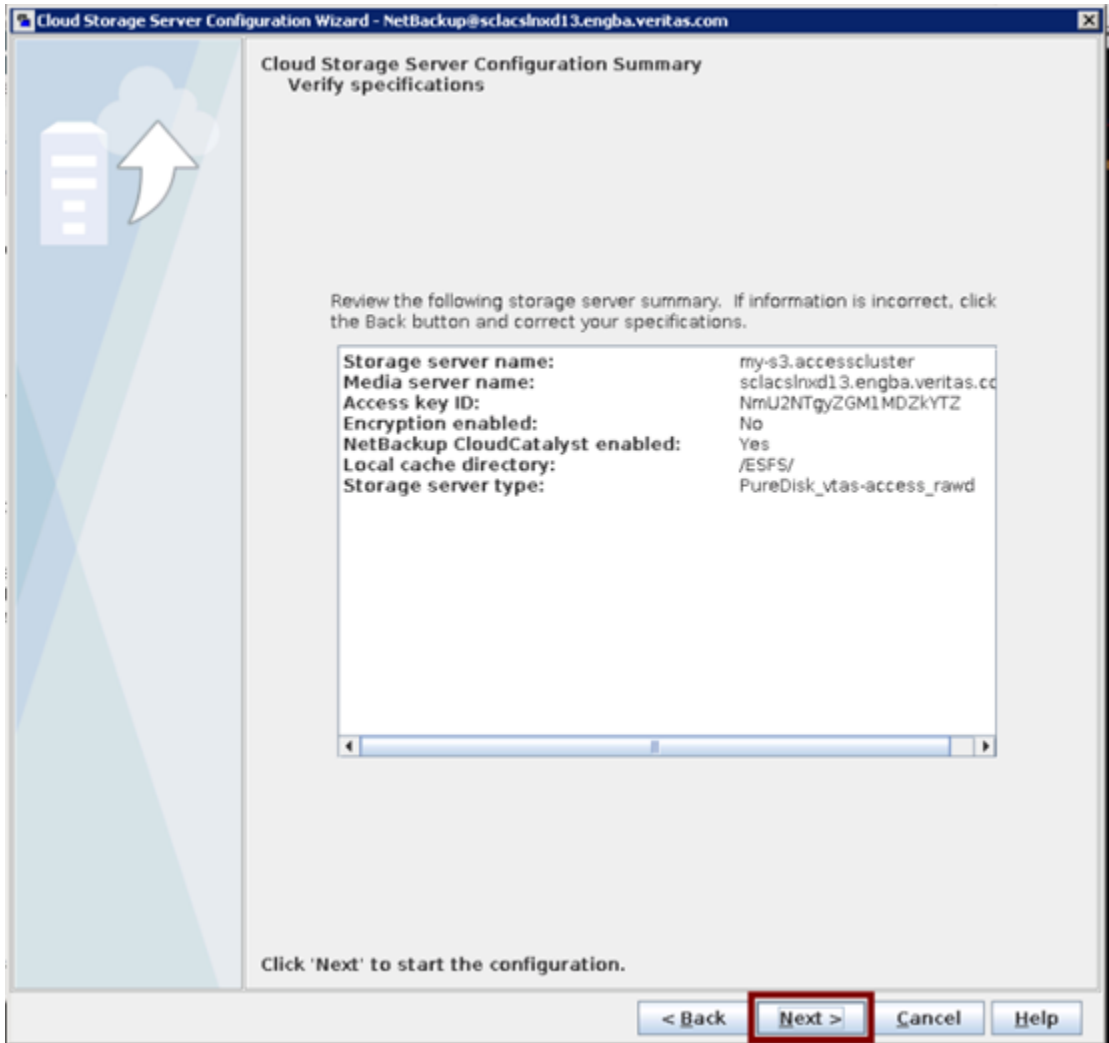 Cloud Storage Server Configuration Wizard - NetBackup@sclacslnxd13.engba.veritas.com
Cloud Storage Server Configuration Summary
Verify specifications
Review the following storage server summary. If information is incorrect, click
the Back button and correct your specifications.
Storage server name: my-s3.accesscluster
Media server name: sclacslnxd13.engba.veritas.cc
Access key ID: NmU2NTgyZGM1MDZkYTZ
Encryption enabled: No
NetBackup CloudCatalyst enabled: Yes
Local cache directory: /ESFS/
Storage server type: PureDisk_vtas-access_rawd
Click 'Next' to start the configuration.
< Back Next > Cancel Help